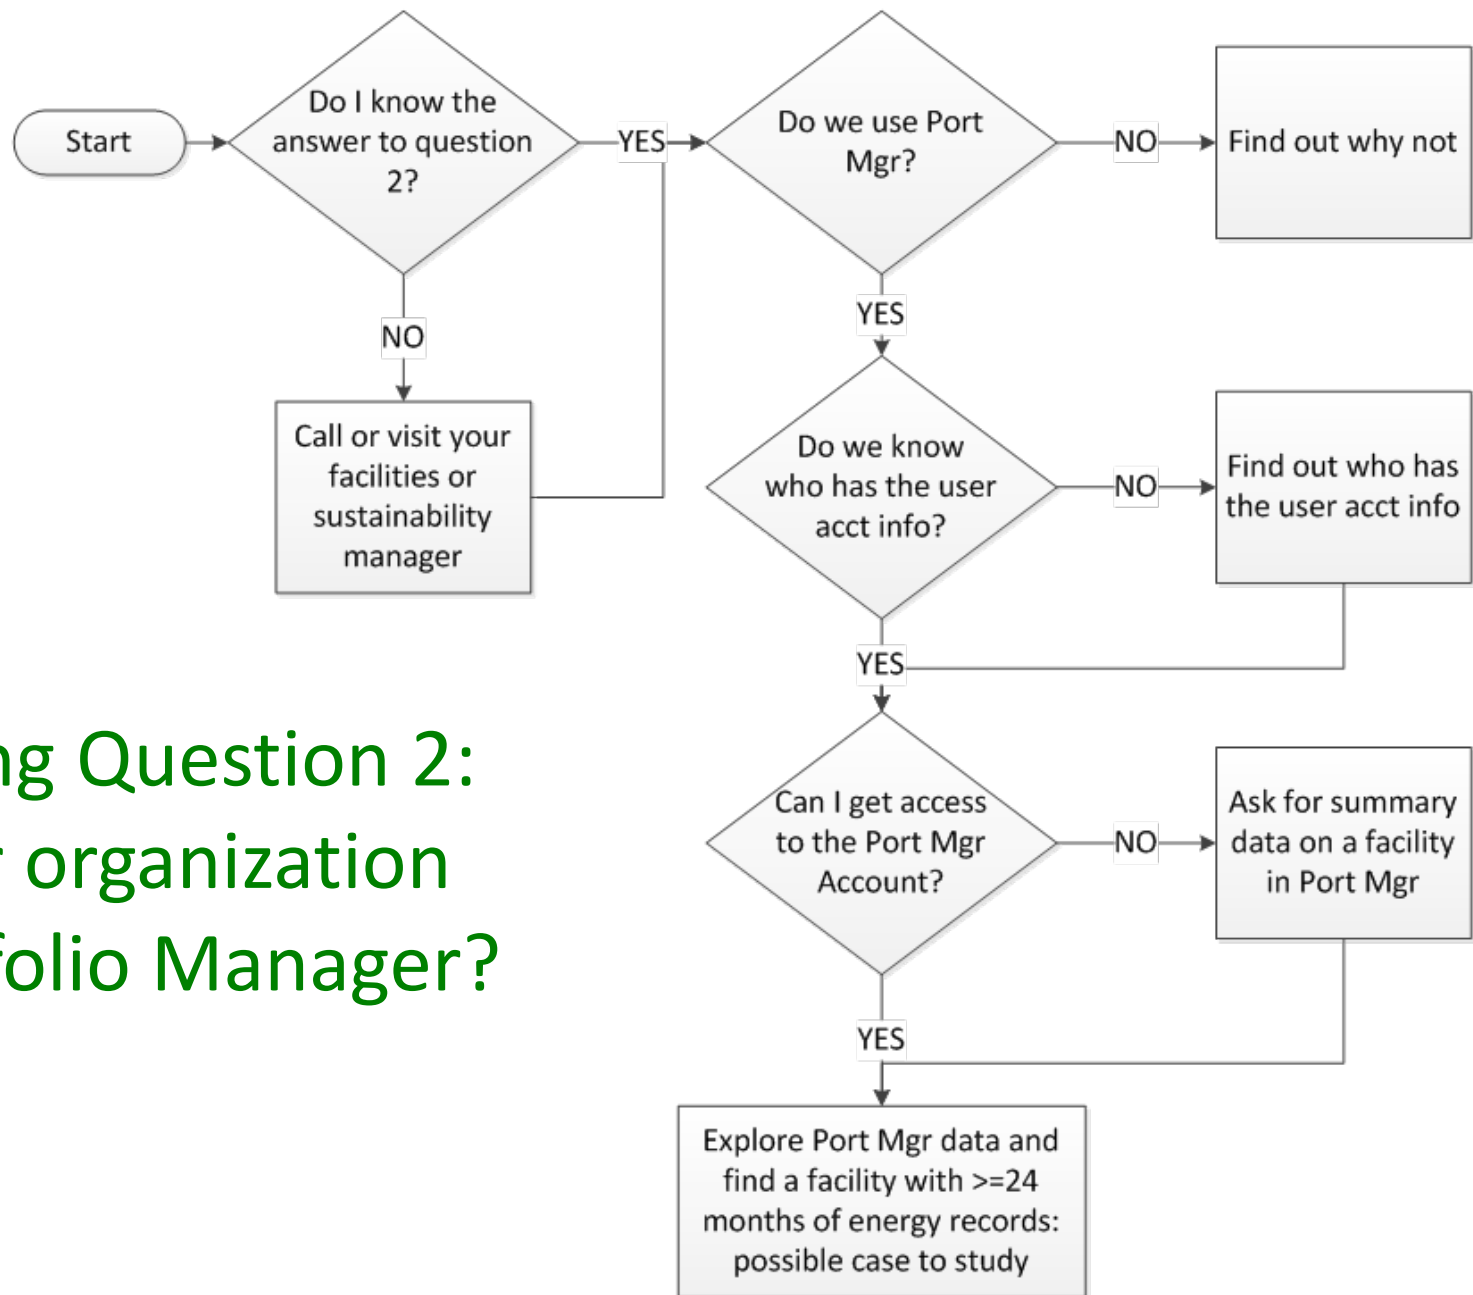 Start
Do I know the
answer to question
2?
YES
Do we use Port
Mgr?
NO
Find out why not
NO
YES
Call or visit your
facilities or
sustainability
manager
Do we know
who has the user
acct info?
NO
Find out who has
the user acct info
YES
ng Question 2:
r organization
folio Manager?
Can I get access
to the Port Mgr
Account?
NO
Ask for summary
data on a facility
in Port Mgr
YES
Explore Port Mgr data and
find a facility with >=24
months of energy records:
possible case to study